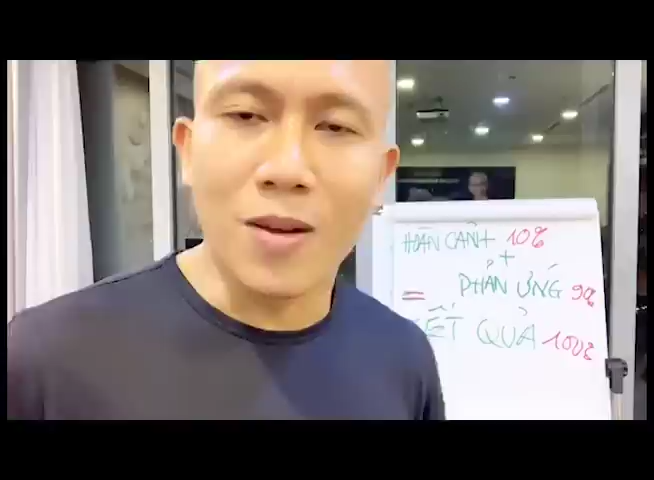 HOÀN CẢNH 10%
+
PHẢN ỨNG 90
=
KẾT QUẢ 100%